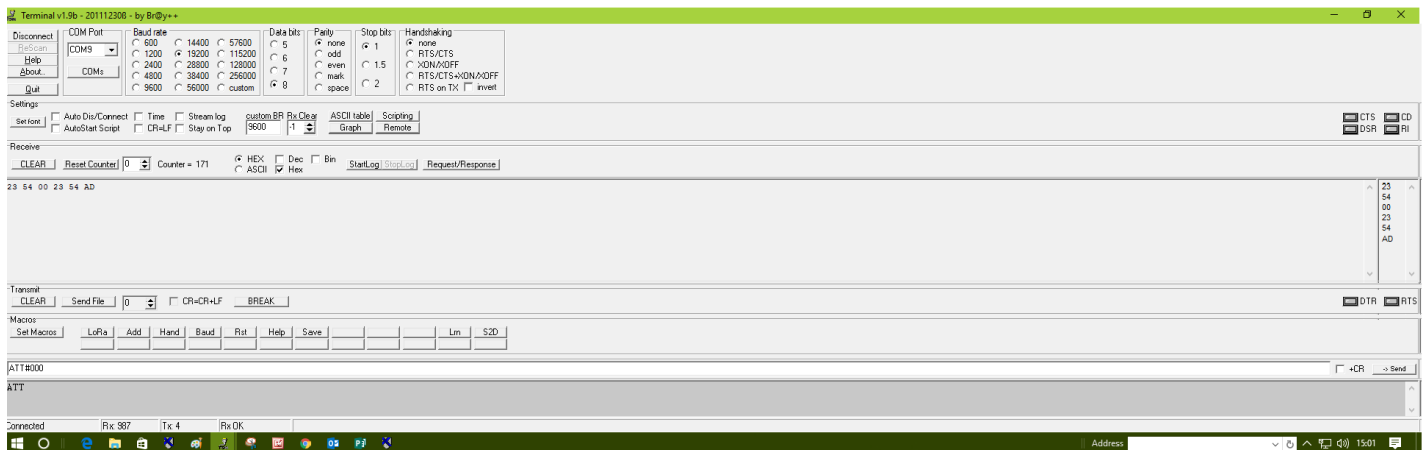 Terminal v1.9b - 20111230ß - by Br@y++
Disconnect
ReScan
Help
About..
Quit
COM Port
COM9
COMs
Baud rate
600 14400 57600
1200 19200 115200
2400 28800 128000
4800 38400 256000
9600 56000 custom
Data bits
5
6
7
8
Parity
none
odd
even
mark
space
Stop bits
1
1.5
2
Handshaking
none
RTS/CTS
XON/XOFF
RTS/CTS+XON/XOFF
RTS on TX invert
Settings
Set font
Auto Dis/Connect Time Stream log
AutoStart Script CR=LF Stay on Top
custom BR Rx Clear
9600 -1
ASCII table Scripting
Graph Remote
CTS CD
DSR RI
Receive
CLEAR Reset Counter 0 Counter = 171
HEX Dec Bin
ASCII Hex
StartLog StopLog Request/Response
23 54 00 23 54 AD
23
54
00
23
54
AD
Transmit
CLEAR Send File 0 CR=CR+LF BREAK
DTR RTS
Macros
Set Macros LoRa Add Hand Baud Rst Help Save Lrn S2D
ATT#000
+CR -> Send
ATT
Connected Rx: 987 Tx: 4 Rx OK
Address 15:01